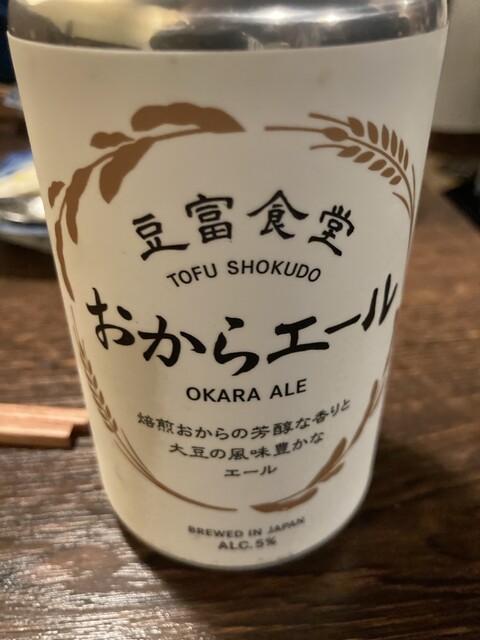 豆富食堂
TOFU SHOKUDO
おからエール
OKARA ALE
焙煎おからの芳醇な香りと
大豆の風味豊かな
エール
BREWED IN JAPAN
ALC.5%